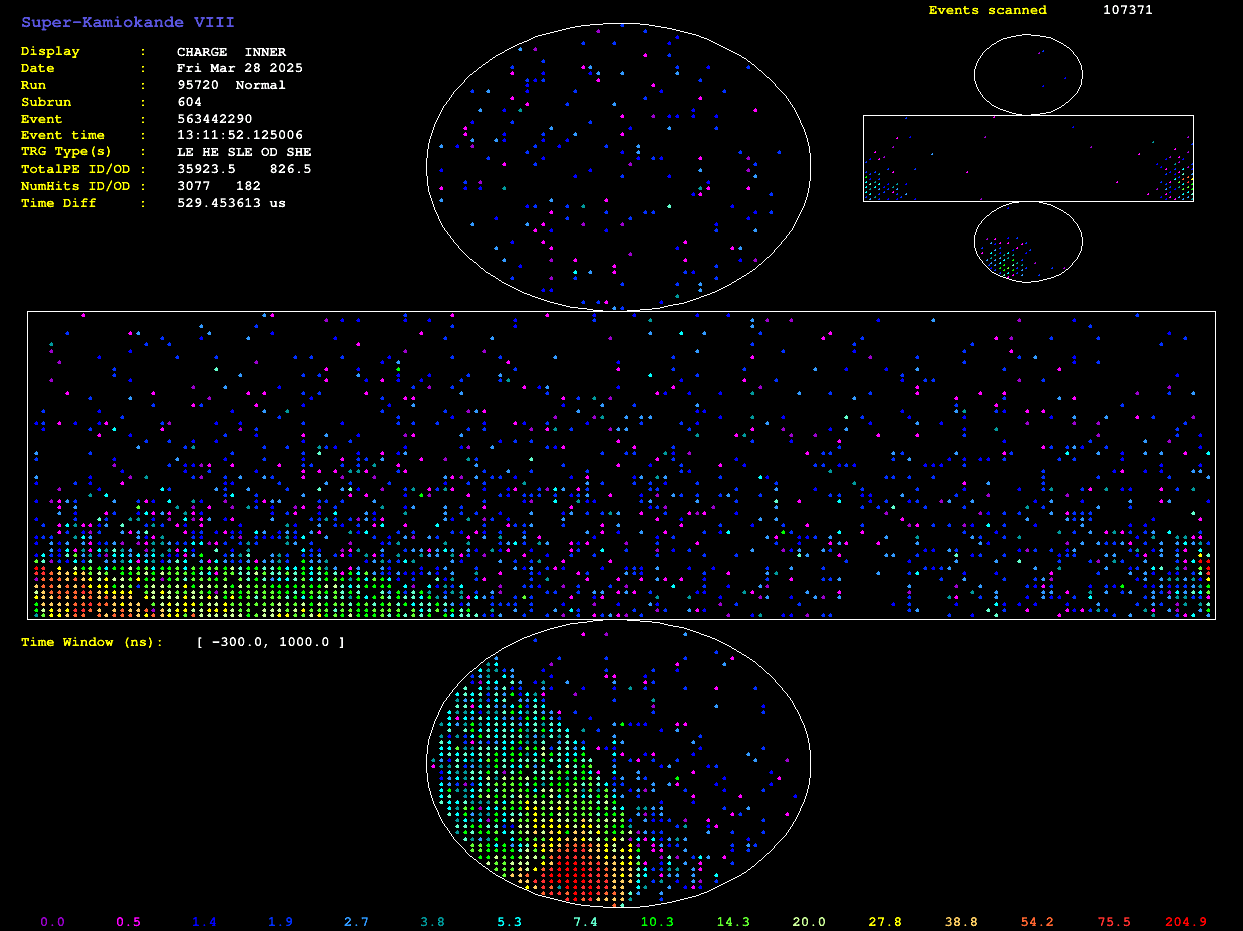 Super-Kamiokande VIII
Events scanned 107371
Display : CHARGE INNER
Date : Fri Mar 28 2025
Run : 95720 Normal
Subrun : 604
Event : 563442290
Event time : 13:11:52.125006
TRG Type(s) : LE HE SLE OD SHE
TotalPE ID/OD : 35923.5 826.5
NumHits ID/OD : 3077 182
Time Diff : 529.453613 us
Time Window (ns): [ -300.0, 1000.0 ]
0.0 0.5 1.4 1.9 2.7 3.8 5.3 7.4 10.3 14.3 20.0 27.8 38.8 54.2 75.5 204.9